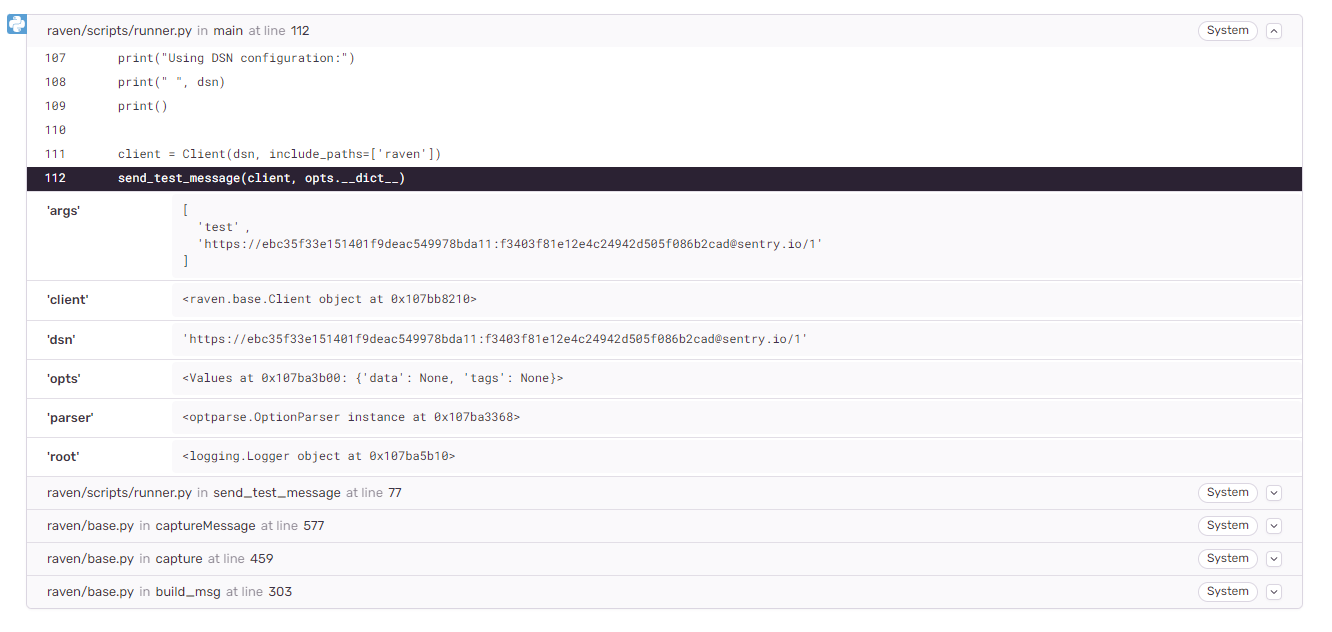 raven/scripts/runner.py in main at line 112 System
107 print("Using DSN configuration:")
108 print(" ", dsn)
109 print()
110
111 client = Client(dsn, include_paths=['raven'])
112 send_test_message(client, opts.__dict__)
'args' [
'test' ,
'https://ebc35f33e151401f9deac549978bda11:f3403f81e12e4c24942d505f086b2cad@sentry.io/1'
]
'client' <raven.base.Client object at 0x107bb8210>
'dsn' 'https://ebc35f33e151401f9deac549978bda11:f3403f81e12e4c24942d505f086b2cad@sentry.io/1'
'opts' <Values at 0x107ba3b00: {'data': None, 'tags': None}>
'parser' <optparse.OptionParser instance at 0x107ba3368>
'root' <logging.Logger object at 0x107ba5b10>
raven/scripts/runner.py in send_test_message at line 77 System
raven/base.py in captureMessage at line 577 System
raven/base.py in capture at line 459 System
raven/base.py in build_msg at line 303 System